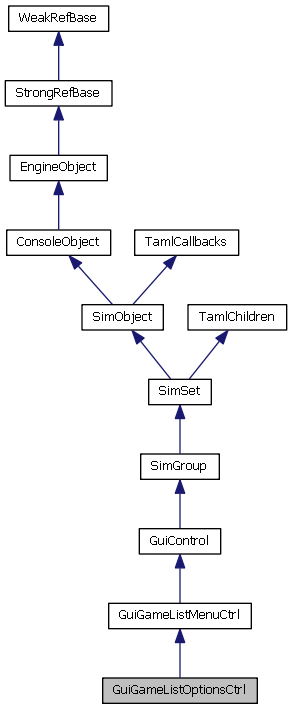 WeakRefBase
StrongRefBase
EngineObject
ConsoleObject
TamlCallbacks
SimObject
TamlChildren
SimSet
SimGroup
GuiControl
GuiGameListMenuCtrl
GuiGameListOptionsCtrl